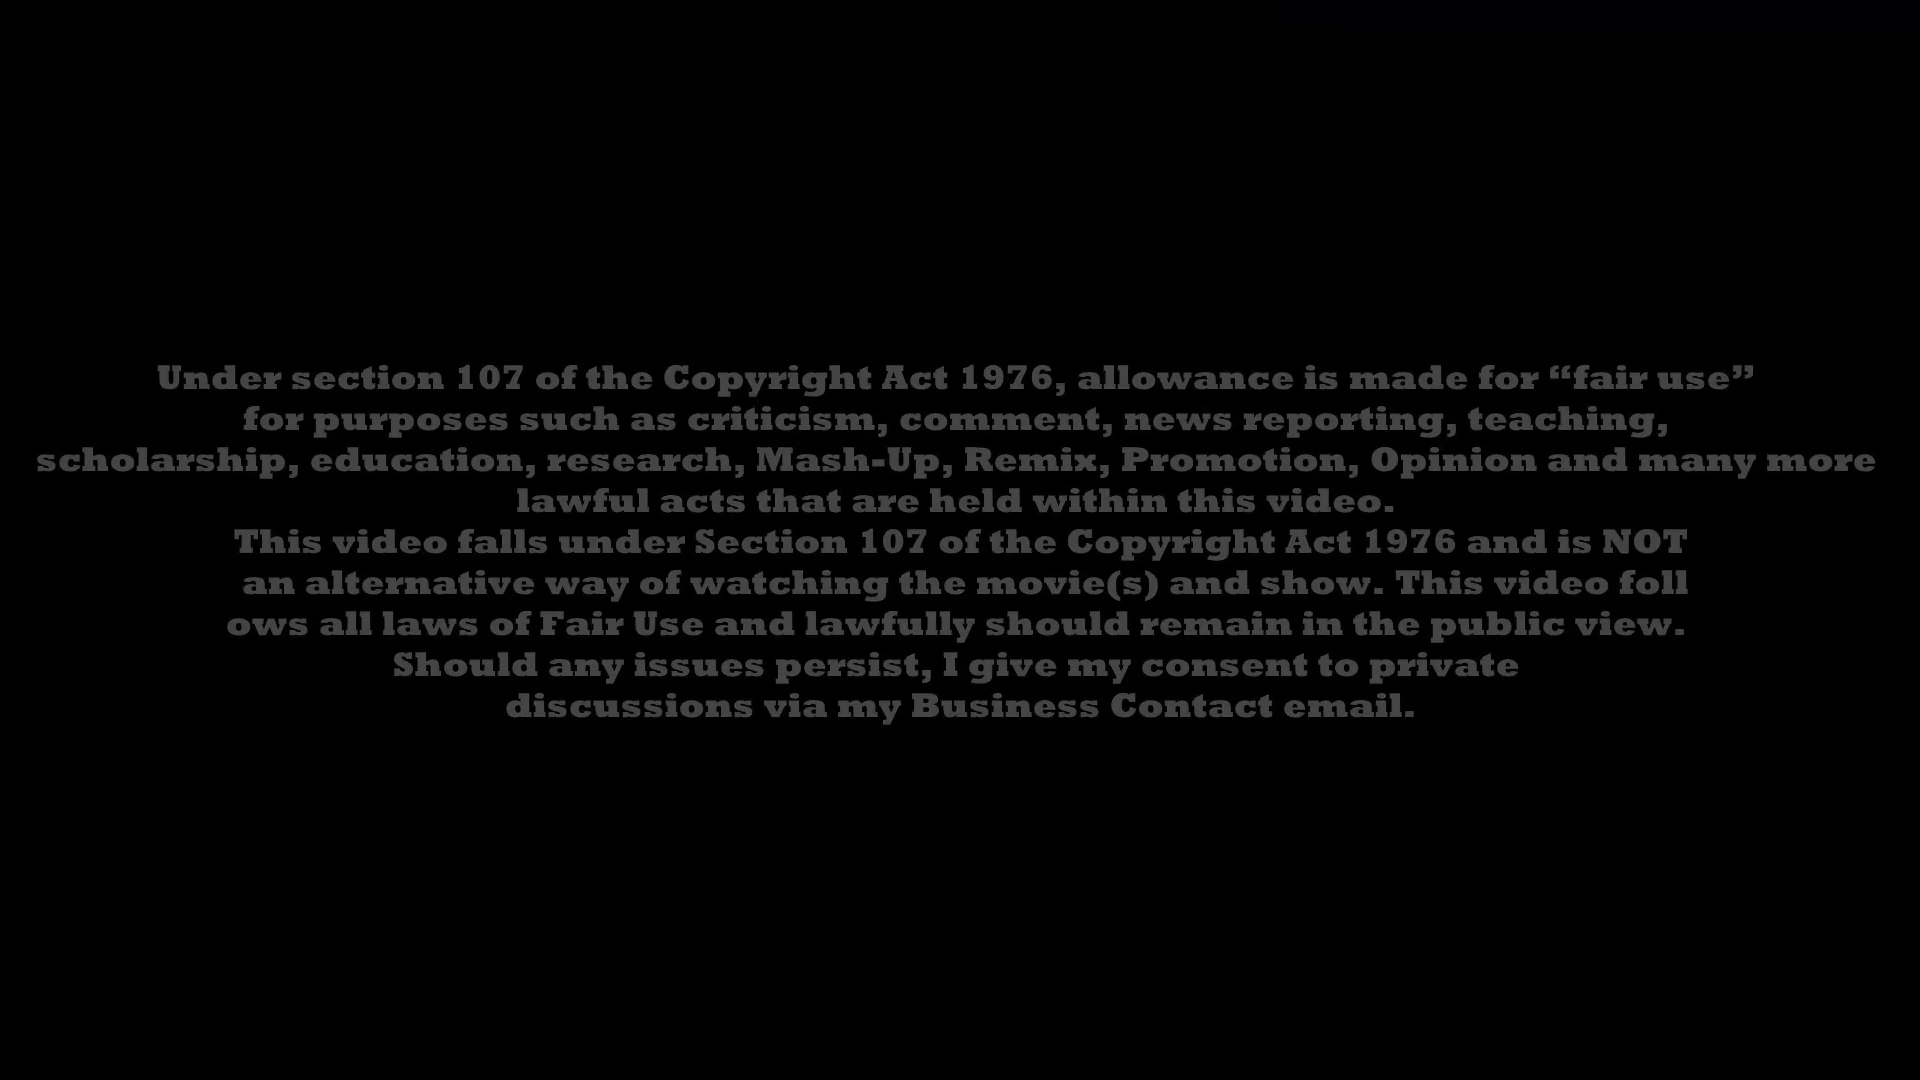 Under section 107 of the Copyright Act 1976, allowance is made for “fair use”
for purposes such as criticism, comment, news reporting, teaching,
scholarship, education, research, Mash-Up, Remix, Promotion, Opinion and many more
lawful acts that are held within this video.
This video falls under Section 107 of the Copyright Act 1976 and is NOT
an alternative way of watching the movie(s) and show. This video foll
ows all laws of Fair Use and lawfully should remain in the public view.
Should any issues persist, I give my consent to private
discussions via my Business Contact email.